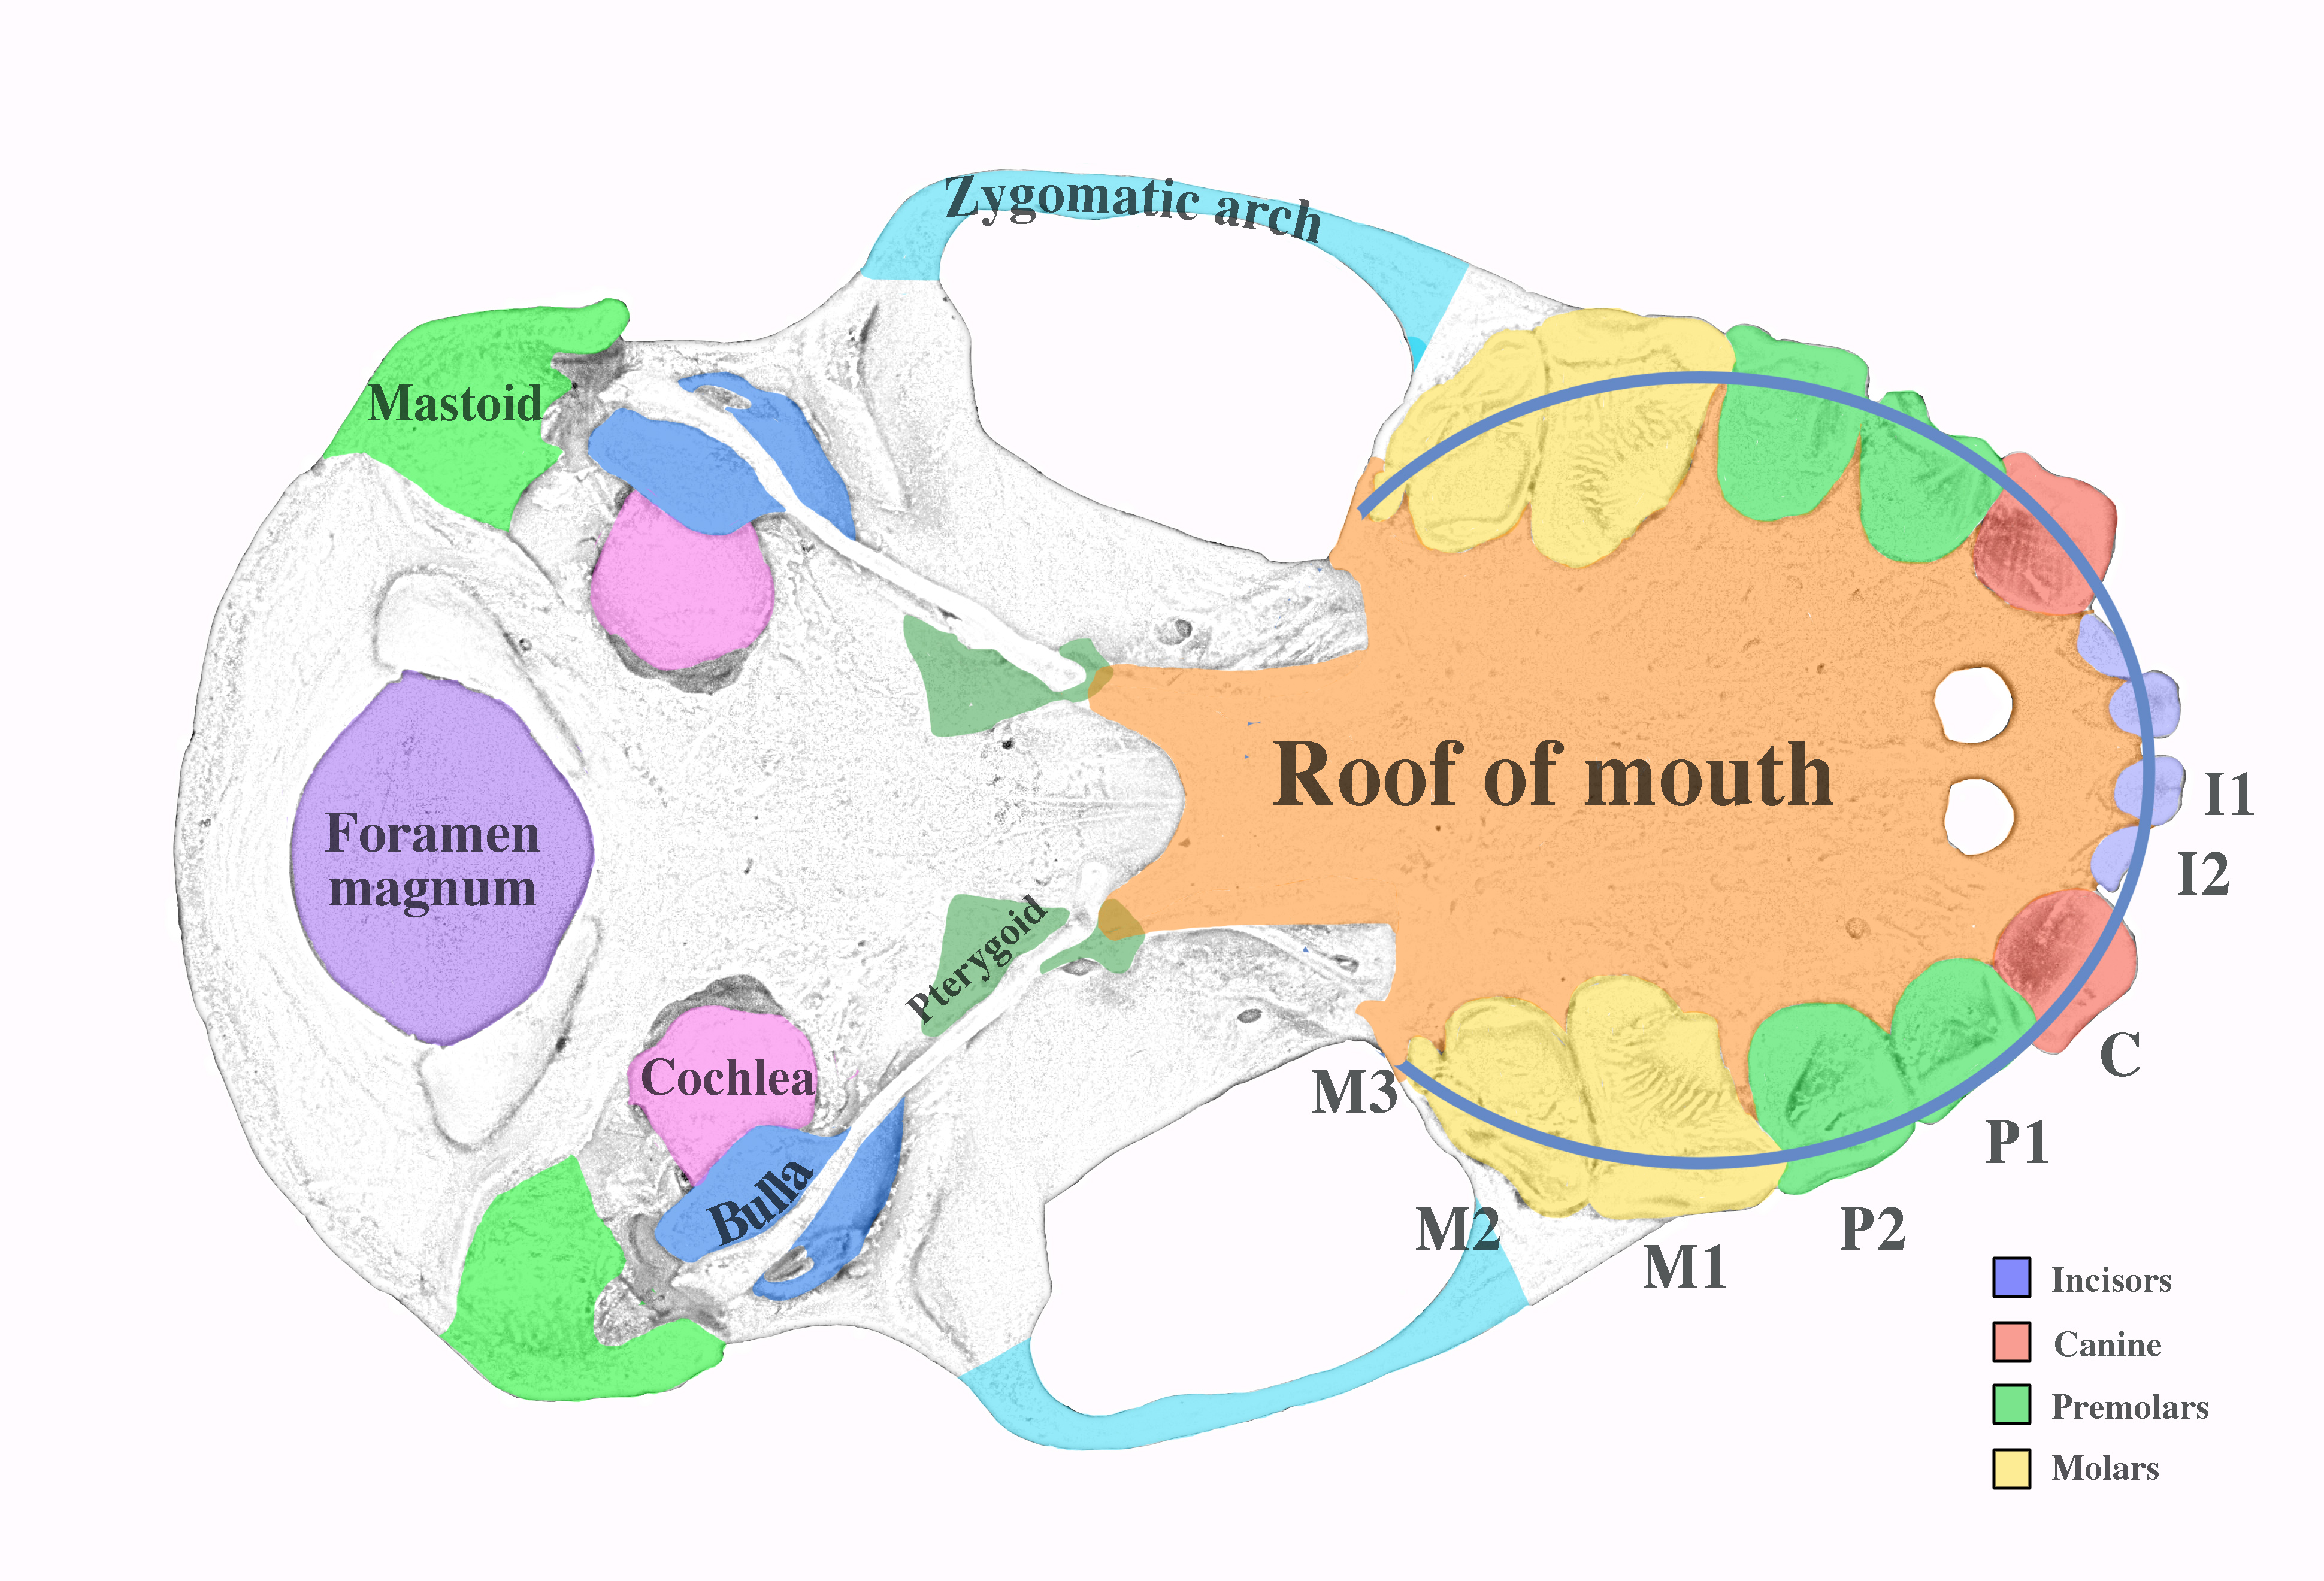 Zygomatic arch
Mastoid
Roof of mouth
Foramen
magnum
Pterygoid
Cochlea
Bulla
I1
I2
C
P1
P2
M1
M2
M3
Incisors
Canine
Premolars
Molars